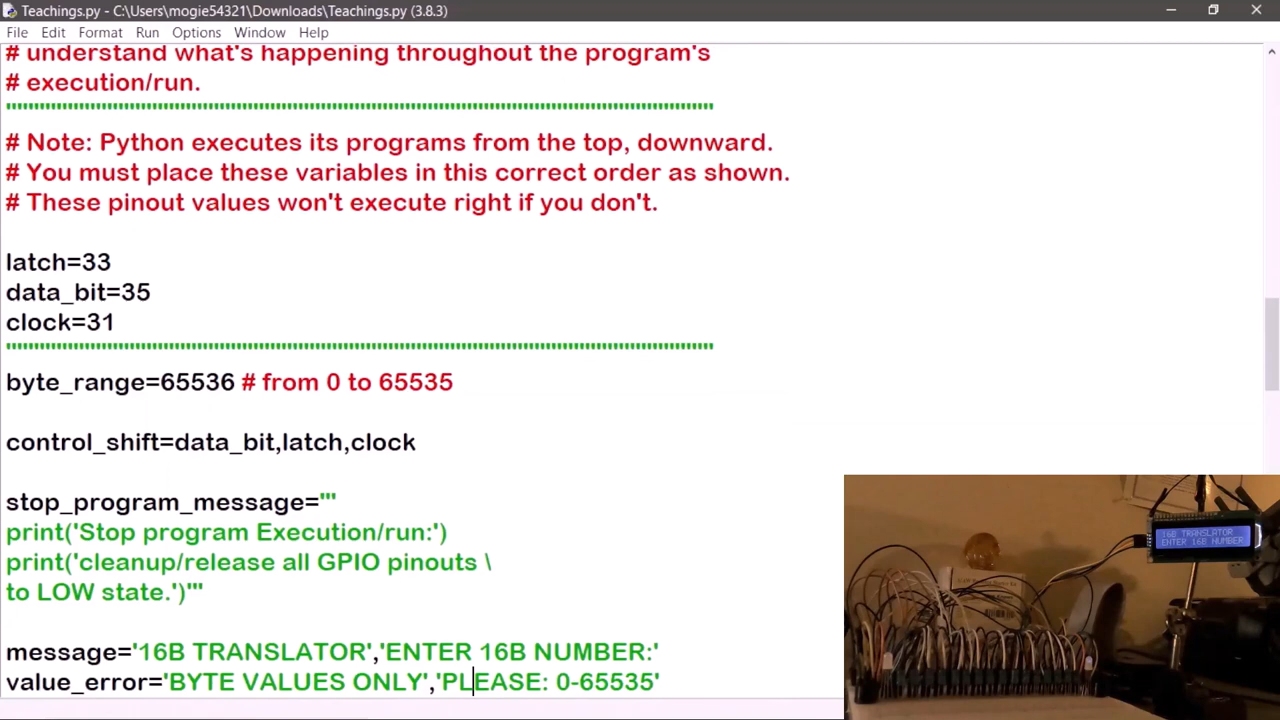 Teachings.py - C:\Users\mogie54321\Downloads\Teachings.py (3.8.3)
File Edit Format Run Options Window Help
# understand what's happening throughout the program's
# execution/run.
# Note: Python executes its programs from the top, downward.
# You must place these variables in this correct order as shown.
# These pinout values won't execute right if you don't.
latch=33
data_bit=35
clock=31
byte_range=65536 # from 0 to 65535
control_shift=data_bit,latch,clock
stop_program_message='''
print('Stop program Execution/run:')
print('cleanup/release all GPIO pinouts \
to LOW state.')'''
message='16B TRANSLATOR','ENTER 16B NUMBER:'
value_error='BYTE VALUES ONLY','PLEASE: 0-65535'
16B TRANSLATOR
ENTER 16B NUMBER